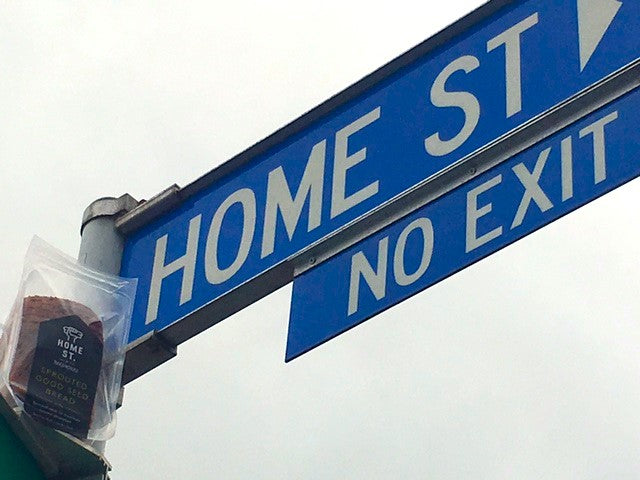 HOME ST
NO EXIT
HOME
ST.
SPROUTED
GOOD SEED
BREAD